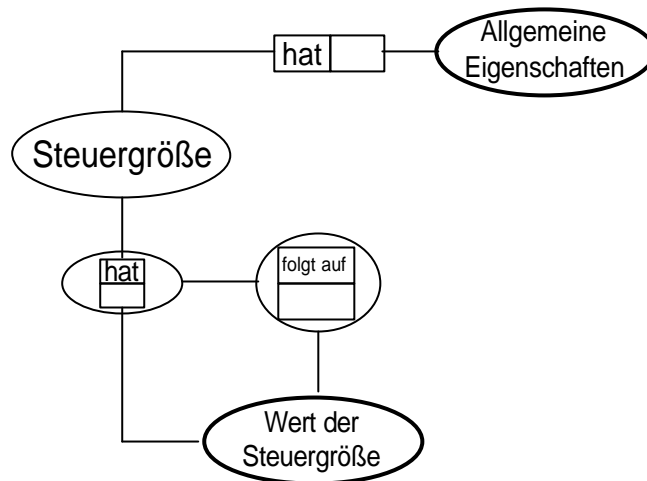 hat
Allgemeine
Eigenschaften
Steuergröße
hat
folgt auf
Wert der
Steuergröße